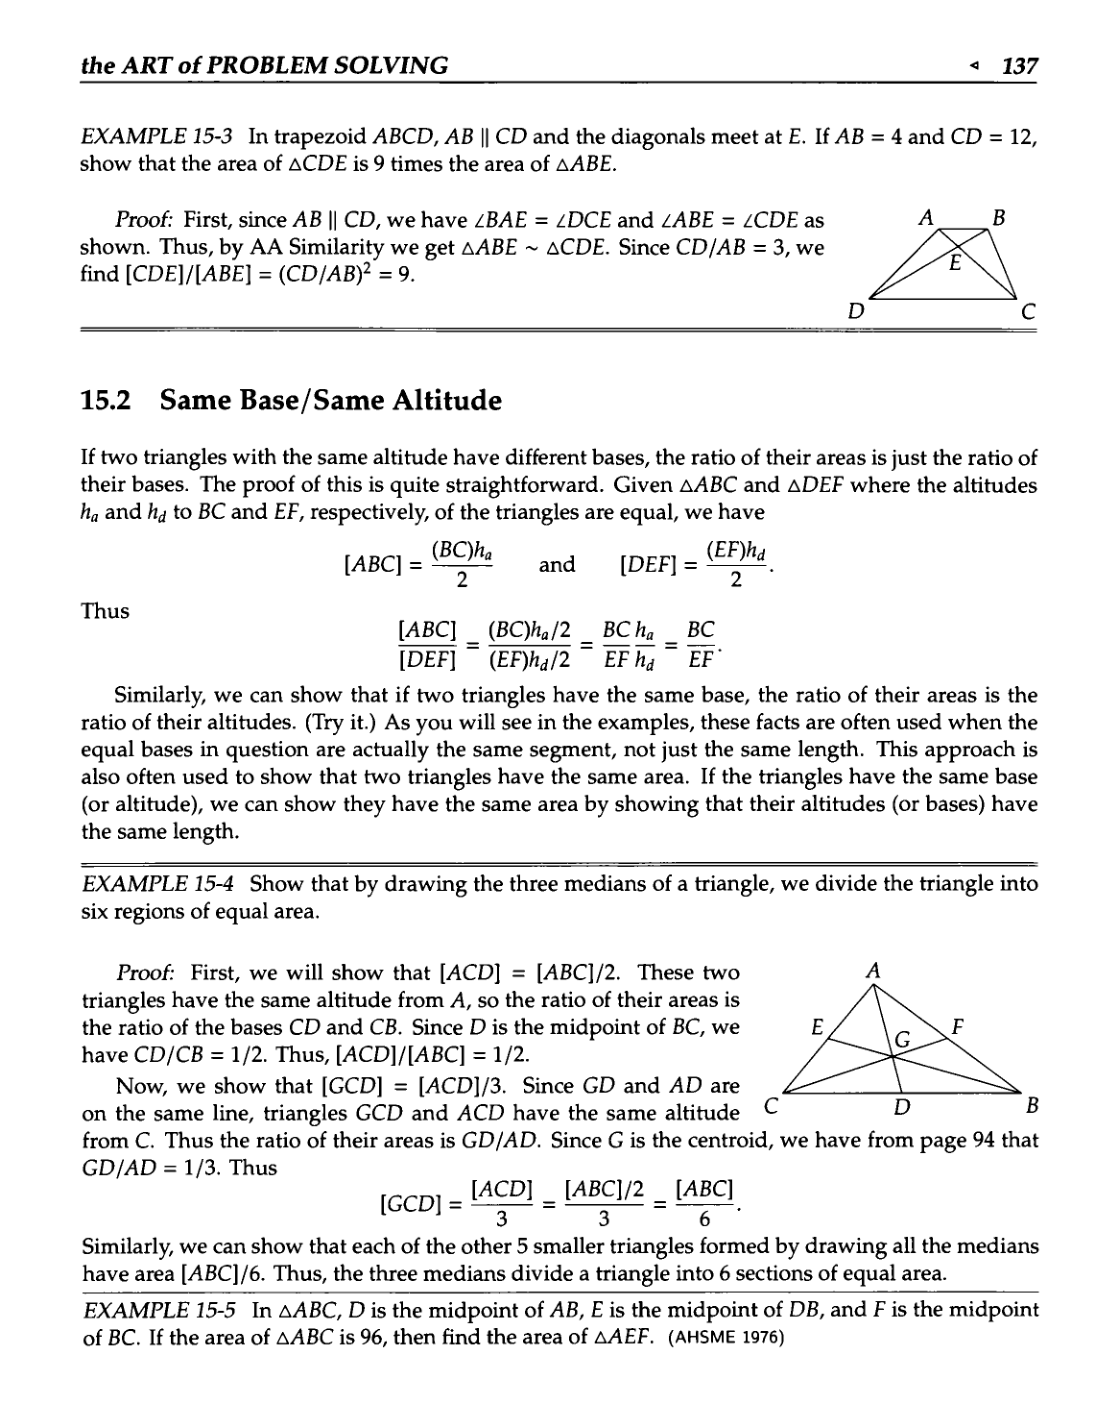 the ART of PROBLEM SOLVING ◃ 137
EXAMPLE 15-3 In trapezoid ABCD, AB ∥ CD and the diagonals meet at E. If AB = 4 and CD = 12,
show that the area of △CDE is 9 times the area of △ABE.
Proof: First, since AB ∥ CD, we have ∠BAE = ∠DCE and ∠ABE = ∠CDE as
shown. Thus, by AA Similarity we get △ABE ~ △CDE. Since CD/AB = 3, we
find [CDE]/[ABE] = (CD/AB)² = 9.
A B
E
D C
15.2 Same Base/Same Altitude
If two triangles with the same altitude have different bases, the ratio of their areas is just the ratio of
their bases. The proof of this is quite straightforward. Given △ABC and △DEF where the altitudes
hₐ and h_d to BC and EF, respectively, of the triangles are equal, we have
[ABC] = (BC)hₐ/2 and [DEF] = (EF)h_d/2.
Thus
[ABC]/[DEF] = (BC)hₐ/2 / (EF)h_d/2 = BC/EF hₐ/h_d = BC/EF.
Similarly, we can show that if two triangles have the same base, the ratio of their areas is the
ratio of their altitudes. (Try it.) As you will see in the examples, these facts are often used when the
equal bases in question are actually the same segment, not just the same length. This approach is
also often used to show that two triangles have the same area. If the triangles have the same base
(or altitude), we can show they have the same area by showing that their altitudes (or bases) have
the same length.
EXAMPLE 15-4 Show that by drawing the three medians of a triangle, we divide the triangle into
six regions of equal area.
Proof: First, we will show that [ACD] = [ABC]/2. These two
triangles have the same altitude from A, so the ratio of their areas is
the ratio of the bases CD and CB. Since D is the midpoint of BC, we
have CD/CB = 1/2. Thus, [ACD]/[ABC] = 1/2.
Now, we show that [GCD] = [ACD]/3. Since GD and AD are
on the same line, triangles GCD and ACD have the same altitude
A
E G F
C D B
from C. Thus the ratio of their areas is GD/AD. Since G is the centroid, we have from page 94 that
GD/AD = 1/3. Thus
[GCD] = [ACD]/3 = [ABC]/2/3 = [ABC]/6.
Similarly, we can show that each of the other 5 smaller triangles formed by drawing all the medians
have area [ABC]/6. Thus, the three medians divide a triangle into 6 sections of equal area.
EXAMPLE 15-5 In △ABC, D is the midpoint of AB, E is the midpoint of DB, and F is the midpoint
of BC. If the area of △ABC is 96, then find the area of △AEF. (AHSME 1976)